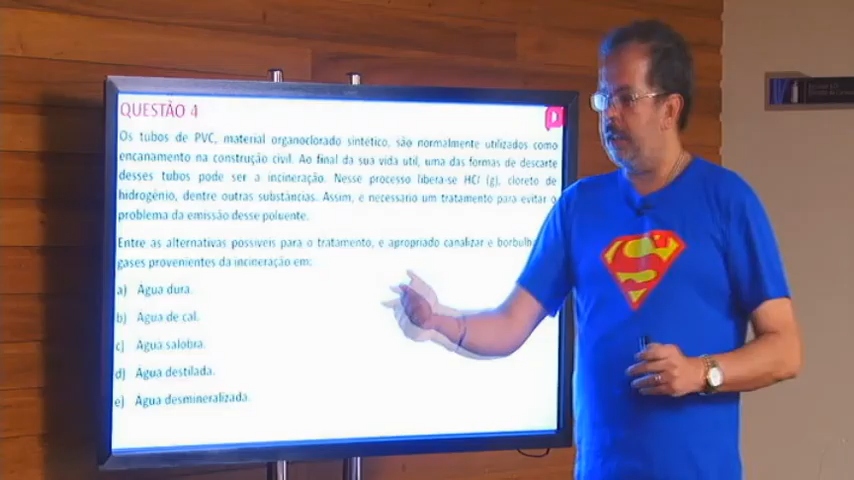 QUESTÃO 4
Os tubos de PVC, material organoclorado sintético, são normalmente utilizados como
encanamento na construção civil. Ao final da sua vida util, uma das formas de descarte
desses tubos pode ser a incineração. Nesse processo libera-se HCl (g), cloreto de
hidrogênio, dentre outras substâncias. Assim, é necessário um tratamento para evitar o
problema da emissão desse poluente.
Entre as alternativas possíveis para o tratamento, é apropriado canalizar e borbulh
gases provenientes da incineração em:
a) Água dura.
b) Água de cal.
c) Água salobra.
d) Água destilada.
e) Água desmineralizada.